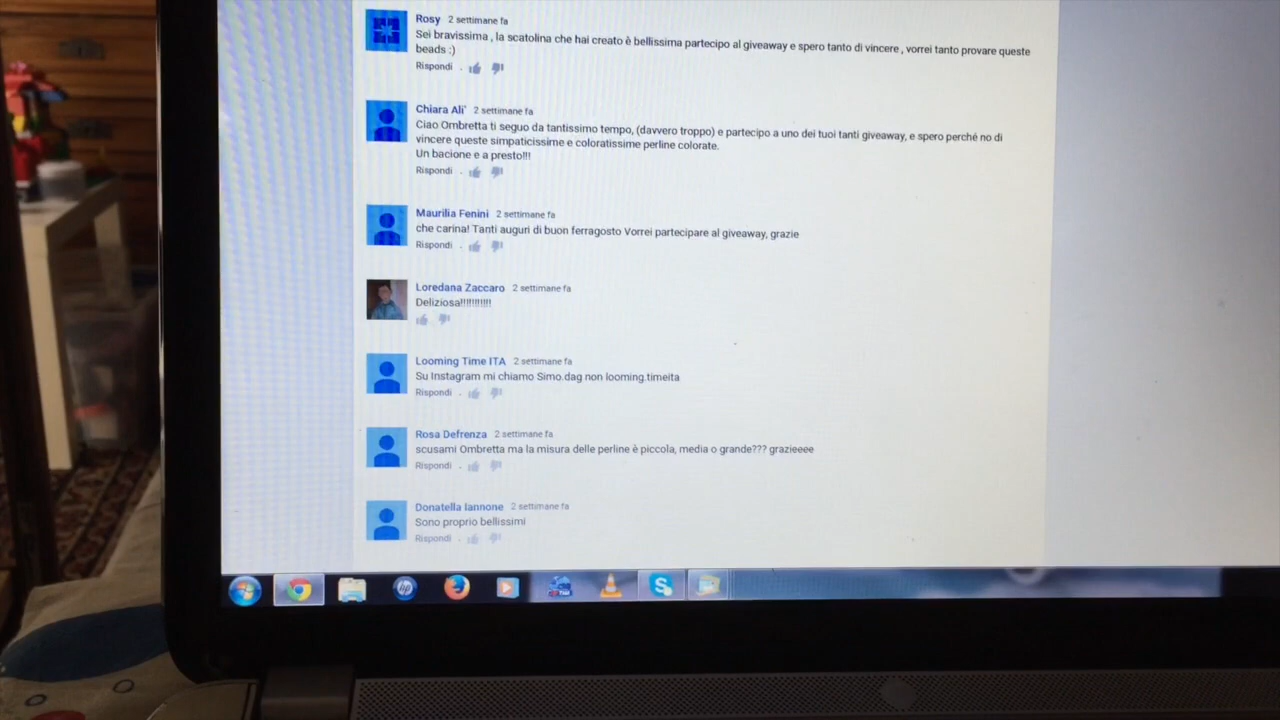 Rosy 2 settimane fa
Sei bravissima , la scatolina che hai creato è bellissima partecipo al giveaway e spero tanto di vincere , vorrei tanto provare queste
beads :)
Rispondi .
Chiara Ali' 2 settimane fa
Ciao Ombretta ti seguo da tantissimo tempo, (davvero troppo) e partecipo a uno dei tuoi tanti giveaway, e spero perché no di
vincere queste simpaticissime e coloratissime perline colorate.
Un bacione e a presto!!!
Rispondi .
Maurilia Fenini 2 settimane fa
che carina! Tanti auguri di buon ferragosto Vorrei partecipare al giveaway, grazie
Rispondi .
Loredana Zaccaro 2 settimane fa
Deliziosa!!!!!!!!!!!
Looming Time ITA 2 settimane fa
Su Instagram mi chiamo Simo.dag non looming.timeita
Rispondi .
Rosa Defrenza 2 settimane fa
scusami Ombretta ma la misura delle perline è piccola, media o grande??? grazieeee
Rispondi .
Donatella Iannone 2 settimane fa
Sono proprio bellissimi
Rispondi .
hp